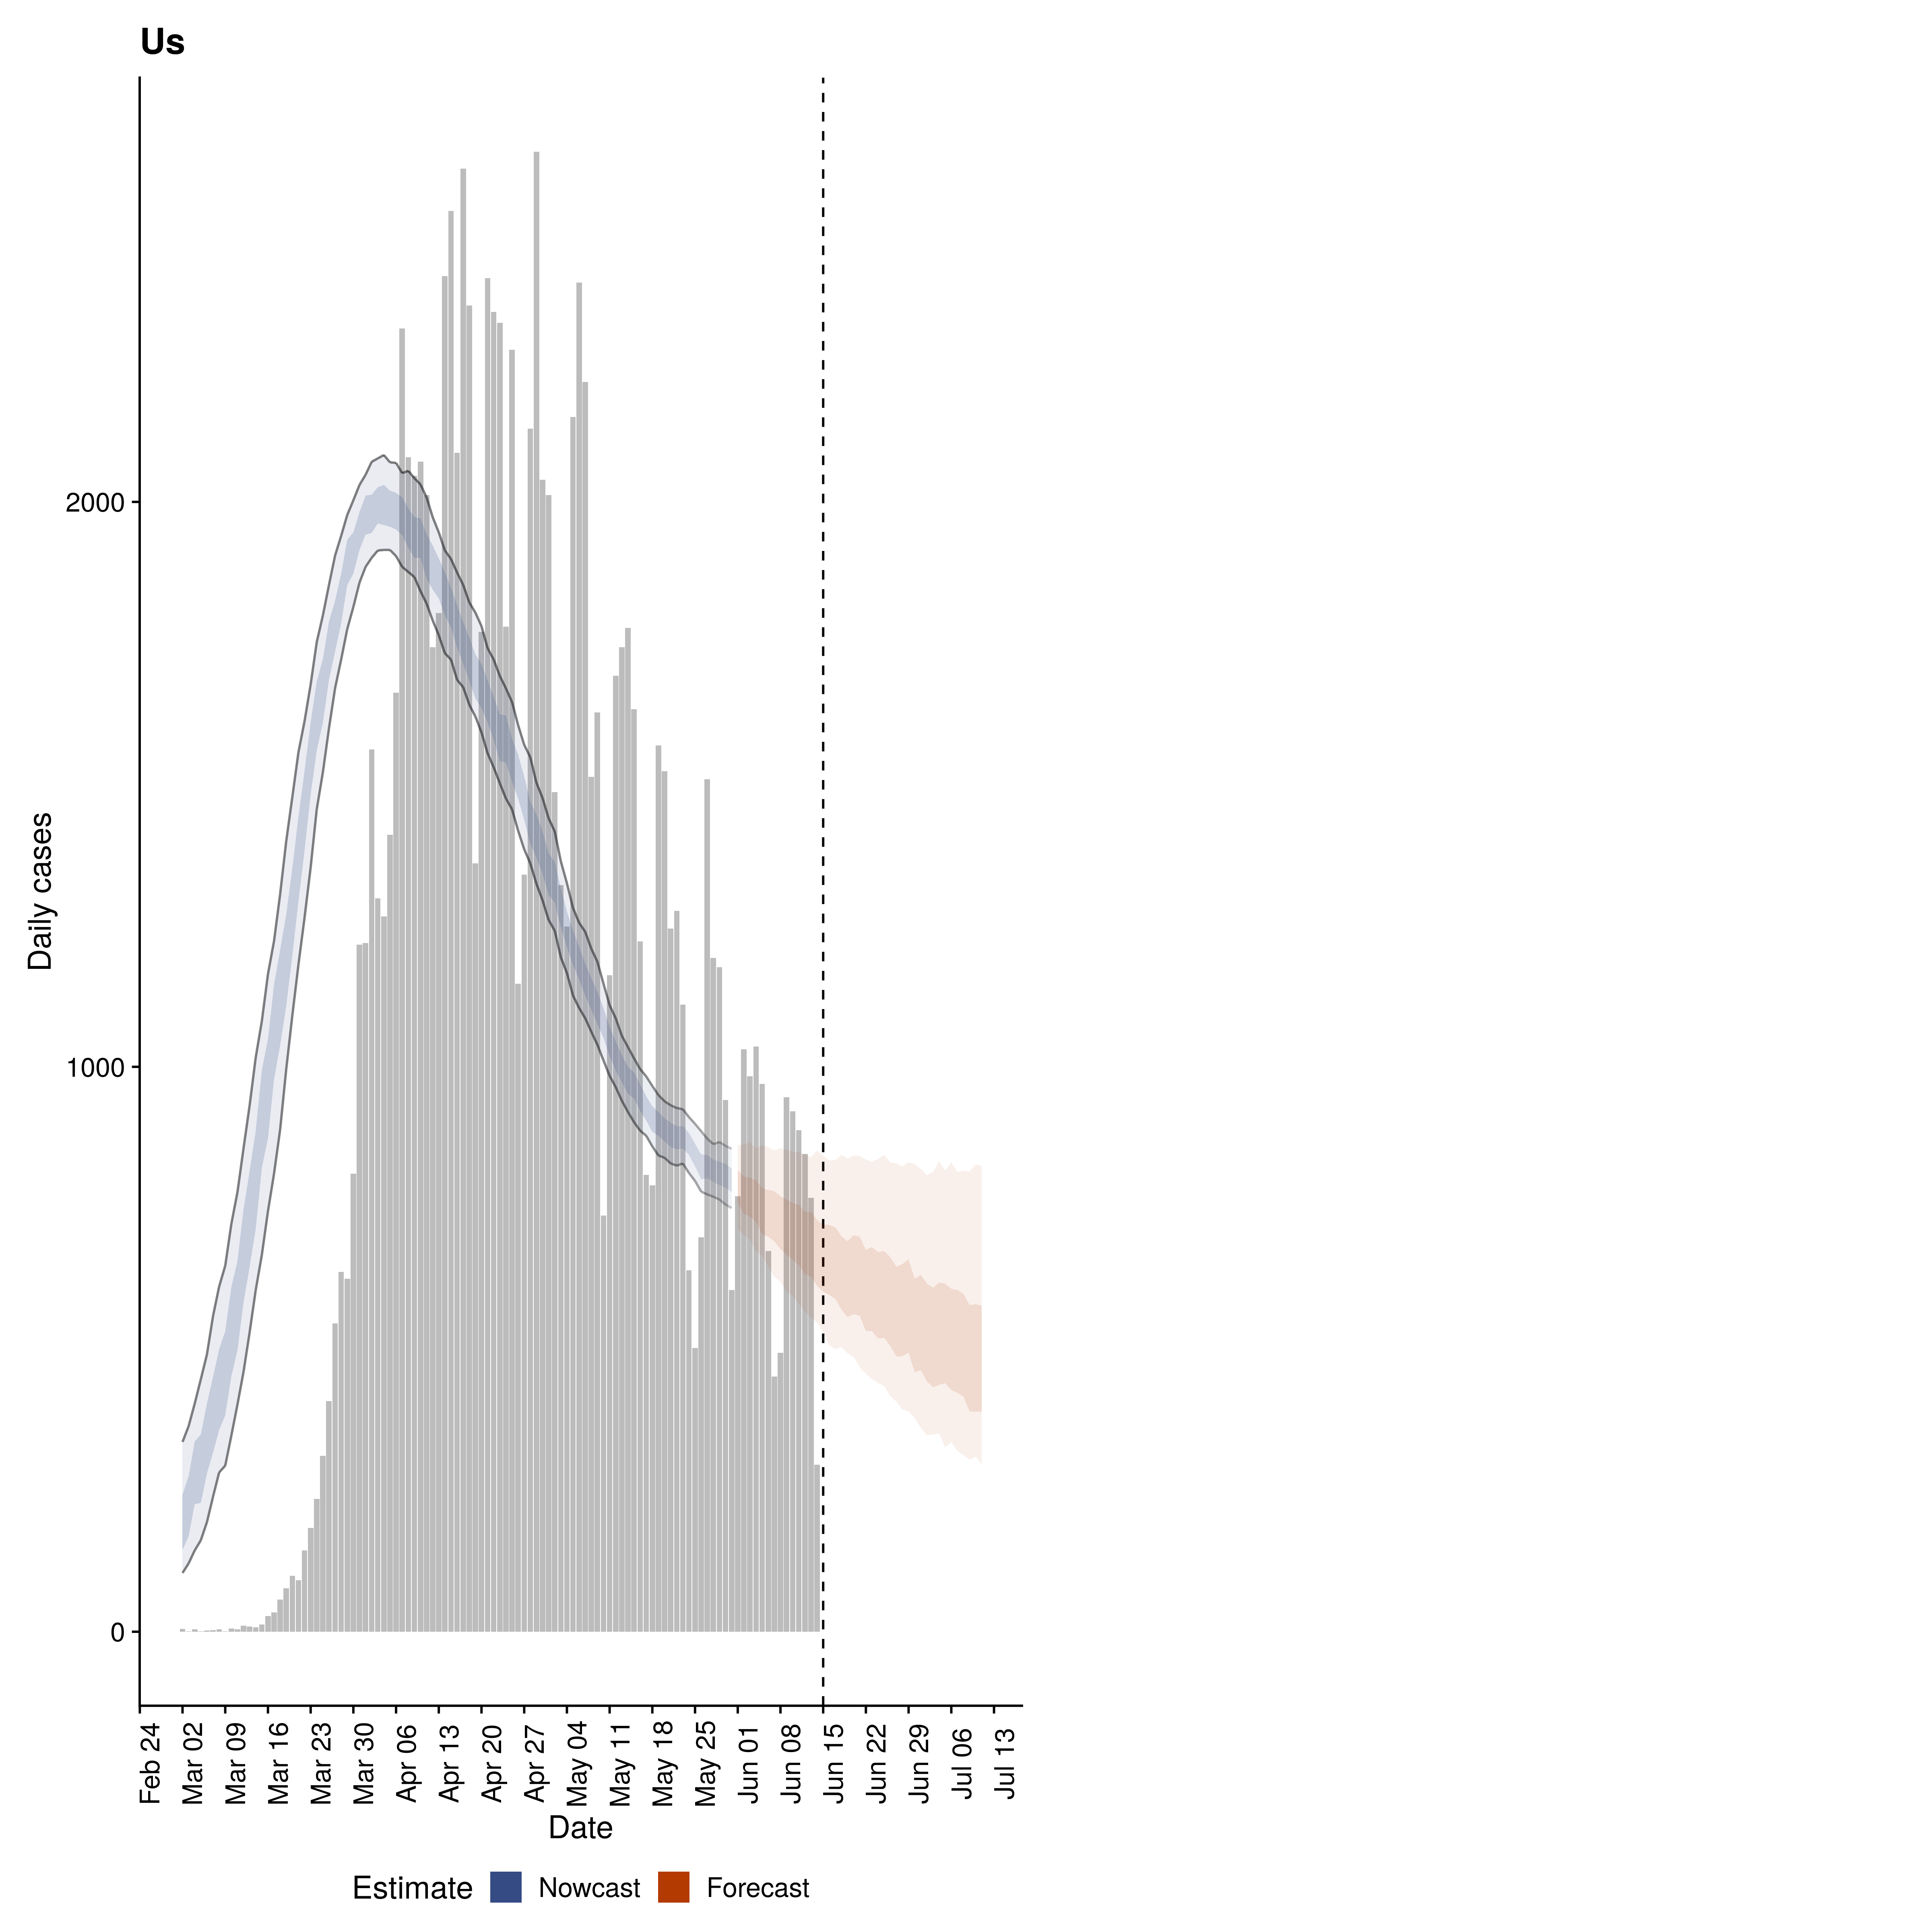 Us
Daily cases
2000
1000
0
Feb 24
Mar 02
Mar 09
Mar 16
Mar 23
Mar 30
Apr 06
Apr 13
Apr 20
Apr 27
May 04
May 11
May 18
May 25
Jun 01
Jun 08
Jun 15
Jun 22
Jun 29
Jul 06
Jul 13
Date
Estimate Nowcast Forecast